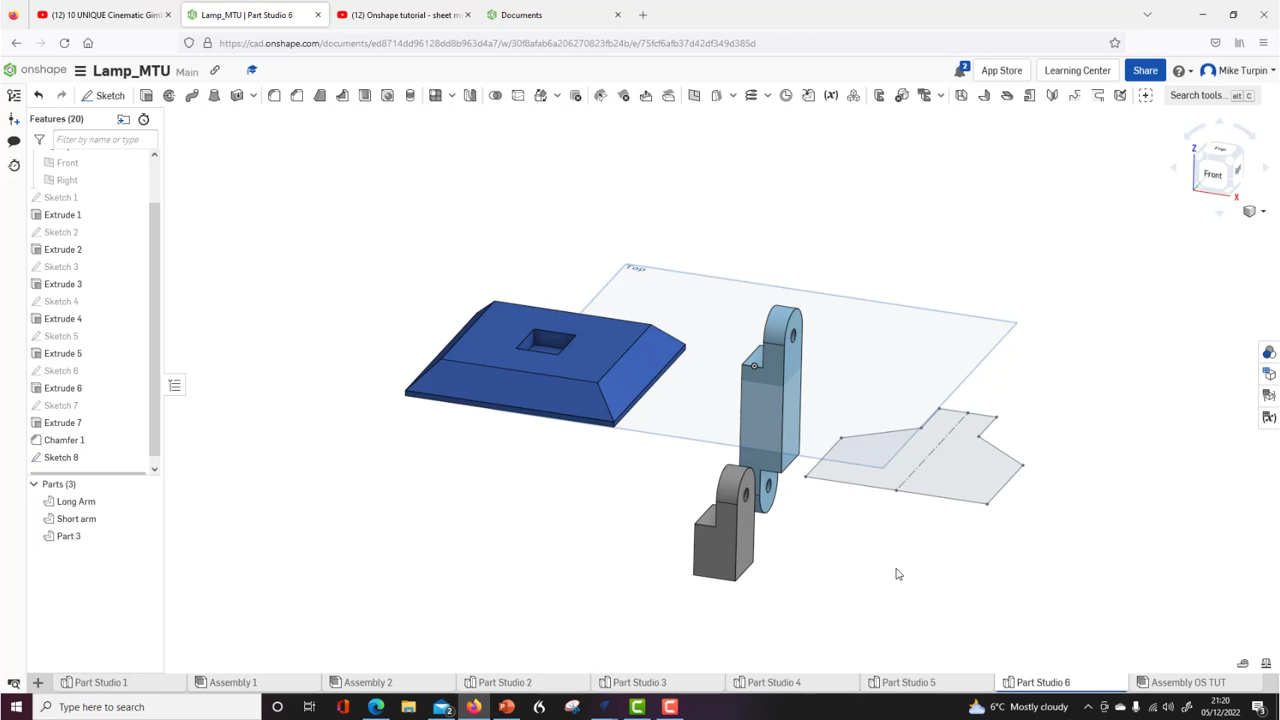 (12) 10 UNIQUE Cinematic Gim
Lamp_MTU | Part Studio 6
(12) Onshape tutorial - sheet m
Documents
https://cad.onshape.com/documents/ed8714dd96128dd8b963d4a7/w/30f8afab6a206270823fb24b/e/75fcf6afb37d42df349d385d
onshape
Lamp_MTU
Main
2
App Store
Learning Center
Share
Mike Turpin
Sketch
Search tools...
alt
C
Features (20)
Filter by name or type
Front
Right
Sketch 1
Extrude 1
Sketch 2
Extrude 2
Sketch 3
Extrude 3
Sketch 4
Extrude 4
Sketch 5
Extrude 5
Sketch 6
Extrude 6
Sketch 7
Extrude 7
Chamfer 1
Sketch 8
Parts (3)
Long Arm
Short arm
Part 3
Top
Z
Top
Front
X
Part Studio 1
Assembly 1
Assembly 2
Part Studio 2
Part Studio 3
Part Studio 4
Part Studio 5
Part Studio 6
Assembly OS TUT
Type here to search
6°C Mostly cloudy
21:20
05/12/2022